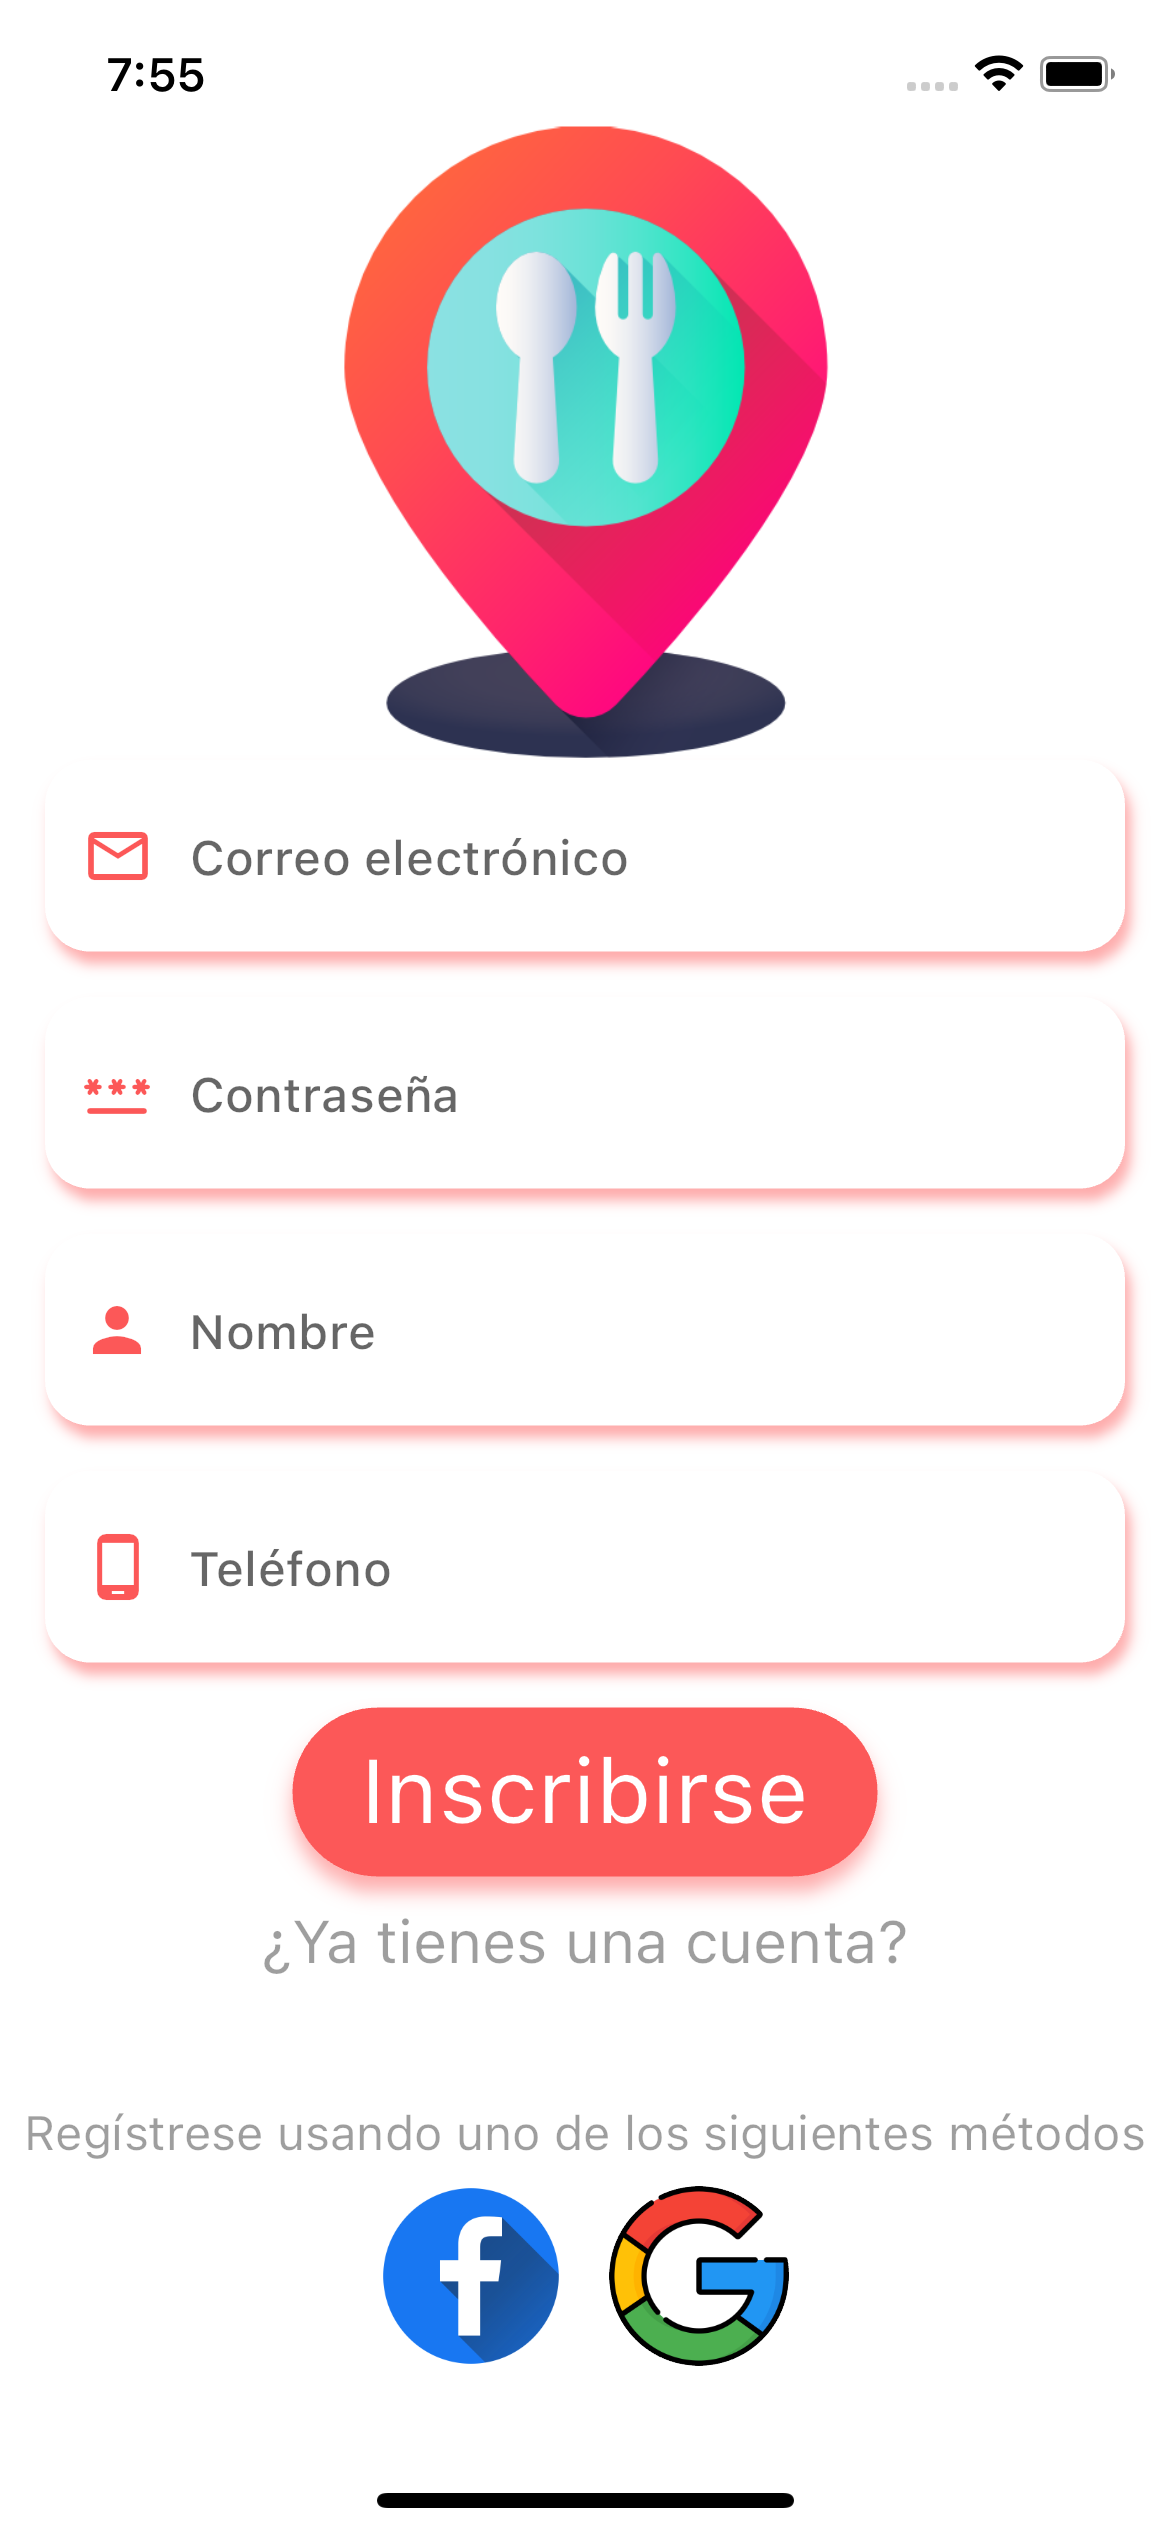 7:55
Correo electrónico
Contraseña
Nombre
Teléfono
Inscribirse
¿Ya tienes una cuenta?
Regístrese usando uno de los siguientes métodos